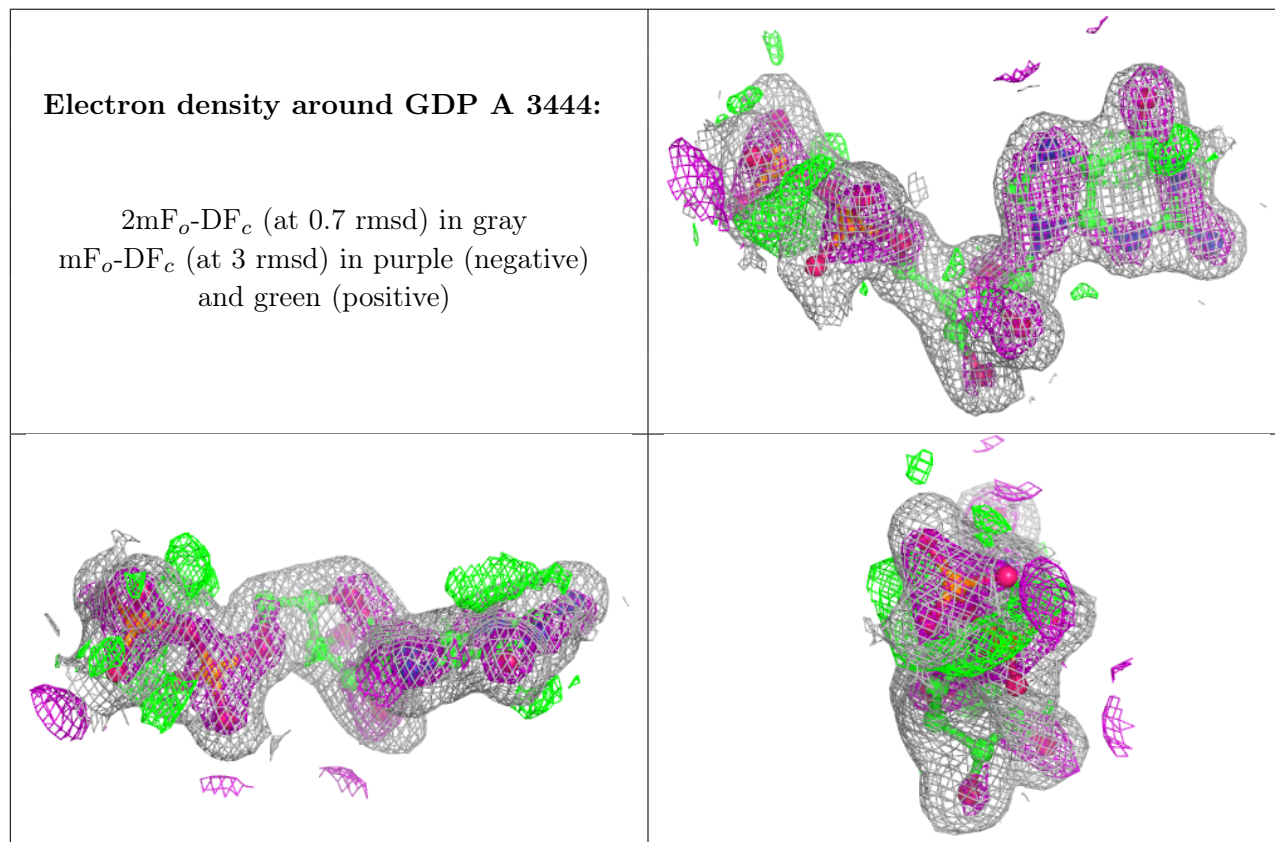 Electron density around GDP A 3444:
2mFo-DFc (at 0.7 rmsd) in gray
mFo-DFc (at 3 rmsd) in purple (negative)
and green (positive)